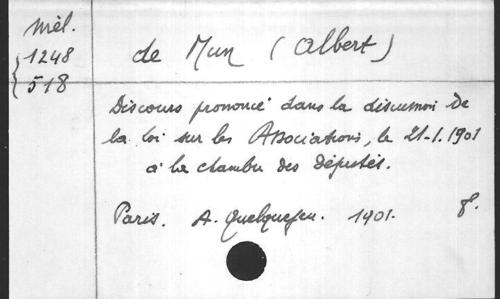 Mél.
1248
518
de Mun (Albert)
Discours prononcé dans la discussion de
la loi sur les Associations, le 21-1.1901
à la chambre des Députés.
Paris. A. Quelquejeu. 1901. 8º.